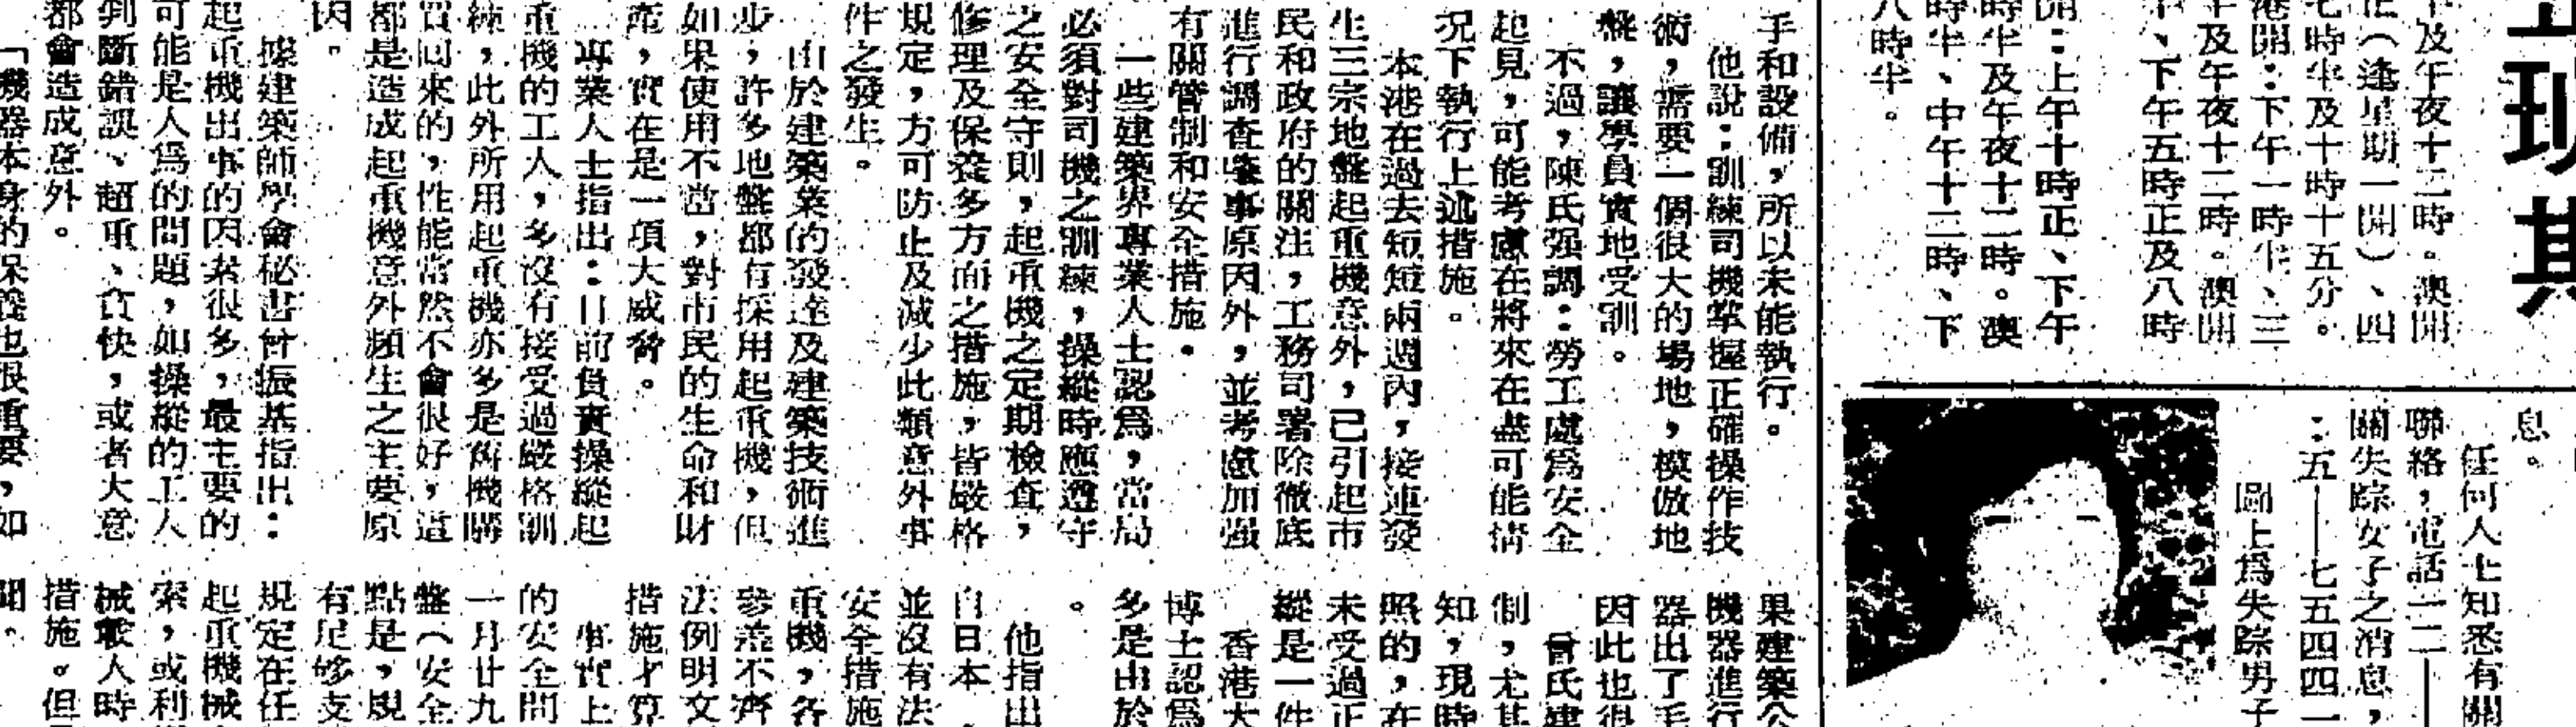 正班
期
下及午夜十二時。澳開
正（逢星期一開）、四
七時半及十時十五分。
港開：下午一時半、三
午及午夜十二時。澳開
、下午五時正及八時
開：上午十時正、下午
時半及午夜十二時。澳
時半、中午十二時、下
八時半。
息。
任何人士知悉有關
聯絡，電話一二—
關失踪女子之消息，
：五—七五四四一
圖上爲失踪男子
手和設備，所以未能執行。
他說：訓練司機掌握正確操作技
術，需要一個很大的場地，模倣地
盤，讓學員實地受訓。
不過，陳氏强調：勞工處爲安全
起見，可能考慮在將來在盡可能情
况下執行上述措施。
本港在過去短短兩週內，接連發
生三宗地盤起重機意外，已引起市
民和政府的關注，工務司署除徹底
進行調查肇事原因外，並考慮加强
有關管制和安全措施。
一些建築界專業人士認爲，當局
必須對司機之訓練，操縱時應遵守
之安全守則，起重機之定期檢查，
修理及保養多方面之措施，皆嚴格
規定，方可防止及減少此類意外事
件之發生。
由於建築業的發達及建築技術進
步，許多地盤都有採用起重機，但
如果使用不當，對市民的生命和財
產，實在是一項大威脅。
專業人士指出：目前負責操縱起
重機的工人，多沒有接受過嚴格訓
練，此外所用起重機亦多是舊機購
買回來的，性能當然不會很好，這
都是造成起重機意外頻生之主要原
因。
據建築師學會秘書曾振基指出：
起重機出事的因素很多，最主要的
可能是人爲的問題，如操縱的工人
判斷錯誤、超重、貪快，或者大意
都會造成意外。
「機器本身的保養也很重要，如
果建築公
機器進行
器出了毛
因此也很
曾氏建
制，尤其
知，現時
照的，在
未受過正
縱是一件
香港大
博士認爲
多是由於
。
他指出
自日本
並沒有法
安全措施
重機，各
參差不齊
法例明文
措施才算
事實上
的安全問
一月廿九
盤（安全
點是，規
有足够支
規定在任
起重機械
索，或利
械載人時
措施。但
聞。